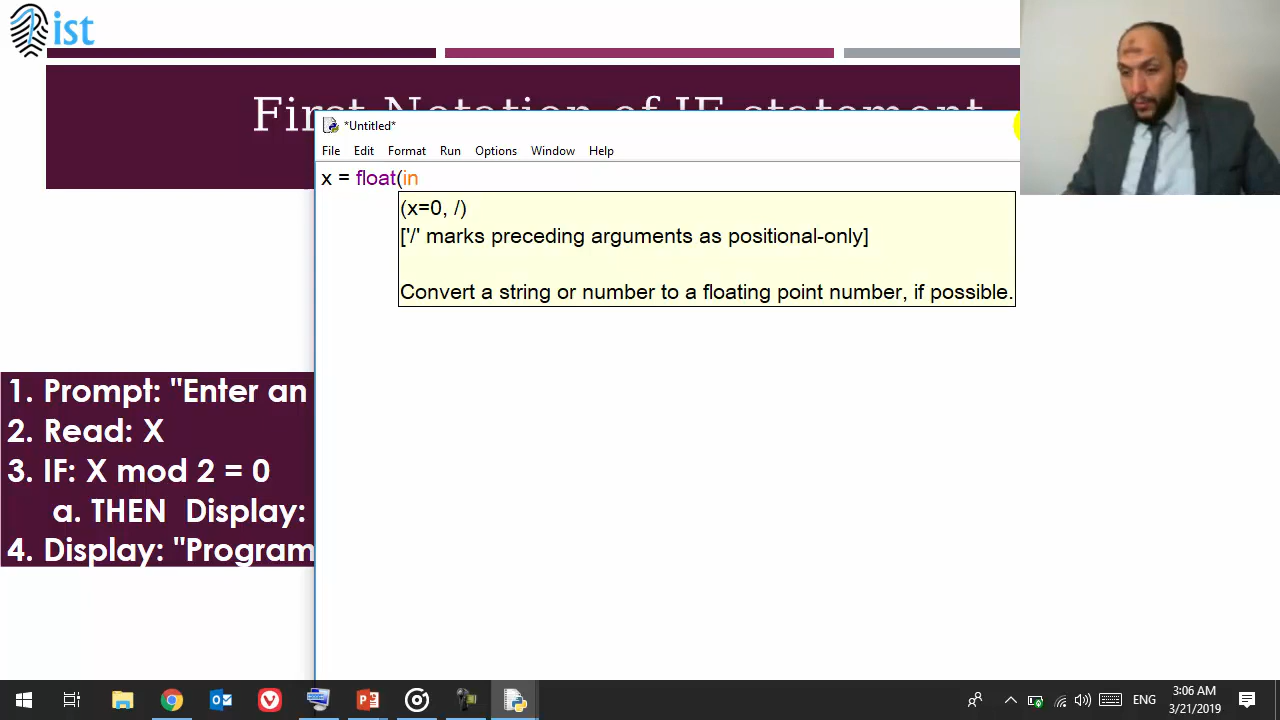 ist
First Notation of IF statement
*Untitled*
File Edit Format Run Options Window Help
x = float(in
(x=0, /)
['/' marks preceding arguments as positional-only]
Convert a string or number to a floating point number, if possible.
1. Prompt: "Enter an
2. Read: X
3. IF: X mod 2 = 0
a. THEN Display:
4. Display: "Program
ENG
3:06 AM
3/21/2019